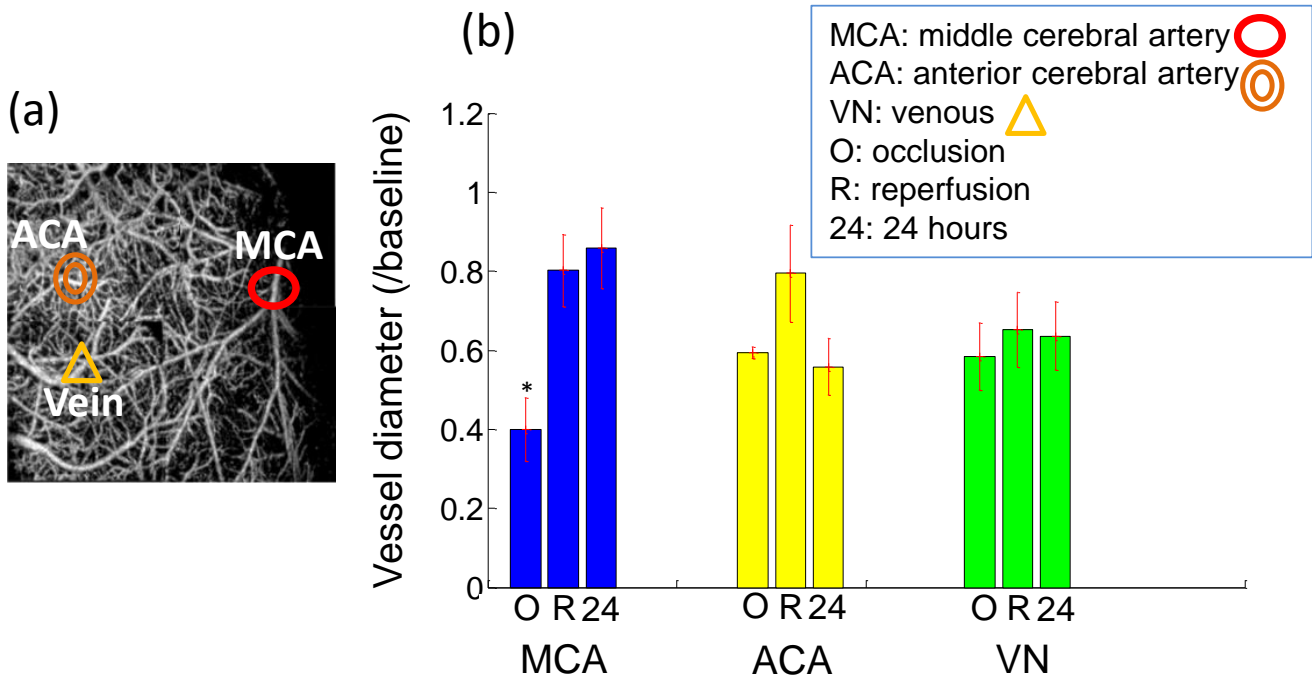 (a)
ACA
MCA
Vein
(b)
MCA: middle cerebral artery
ACA: anterior cerebral artery
VN: venous
O: occlusion
R: reperfusion
24: 24 hours
Vessel diameter (/baseline)
1.2
1
0.8
0.6
0.4
0.2
0
*
O R 24
O R 24
O R 24
MCA
ACA
VN